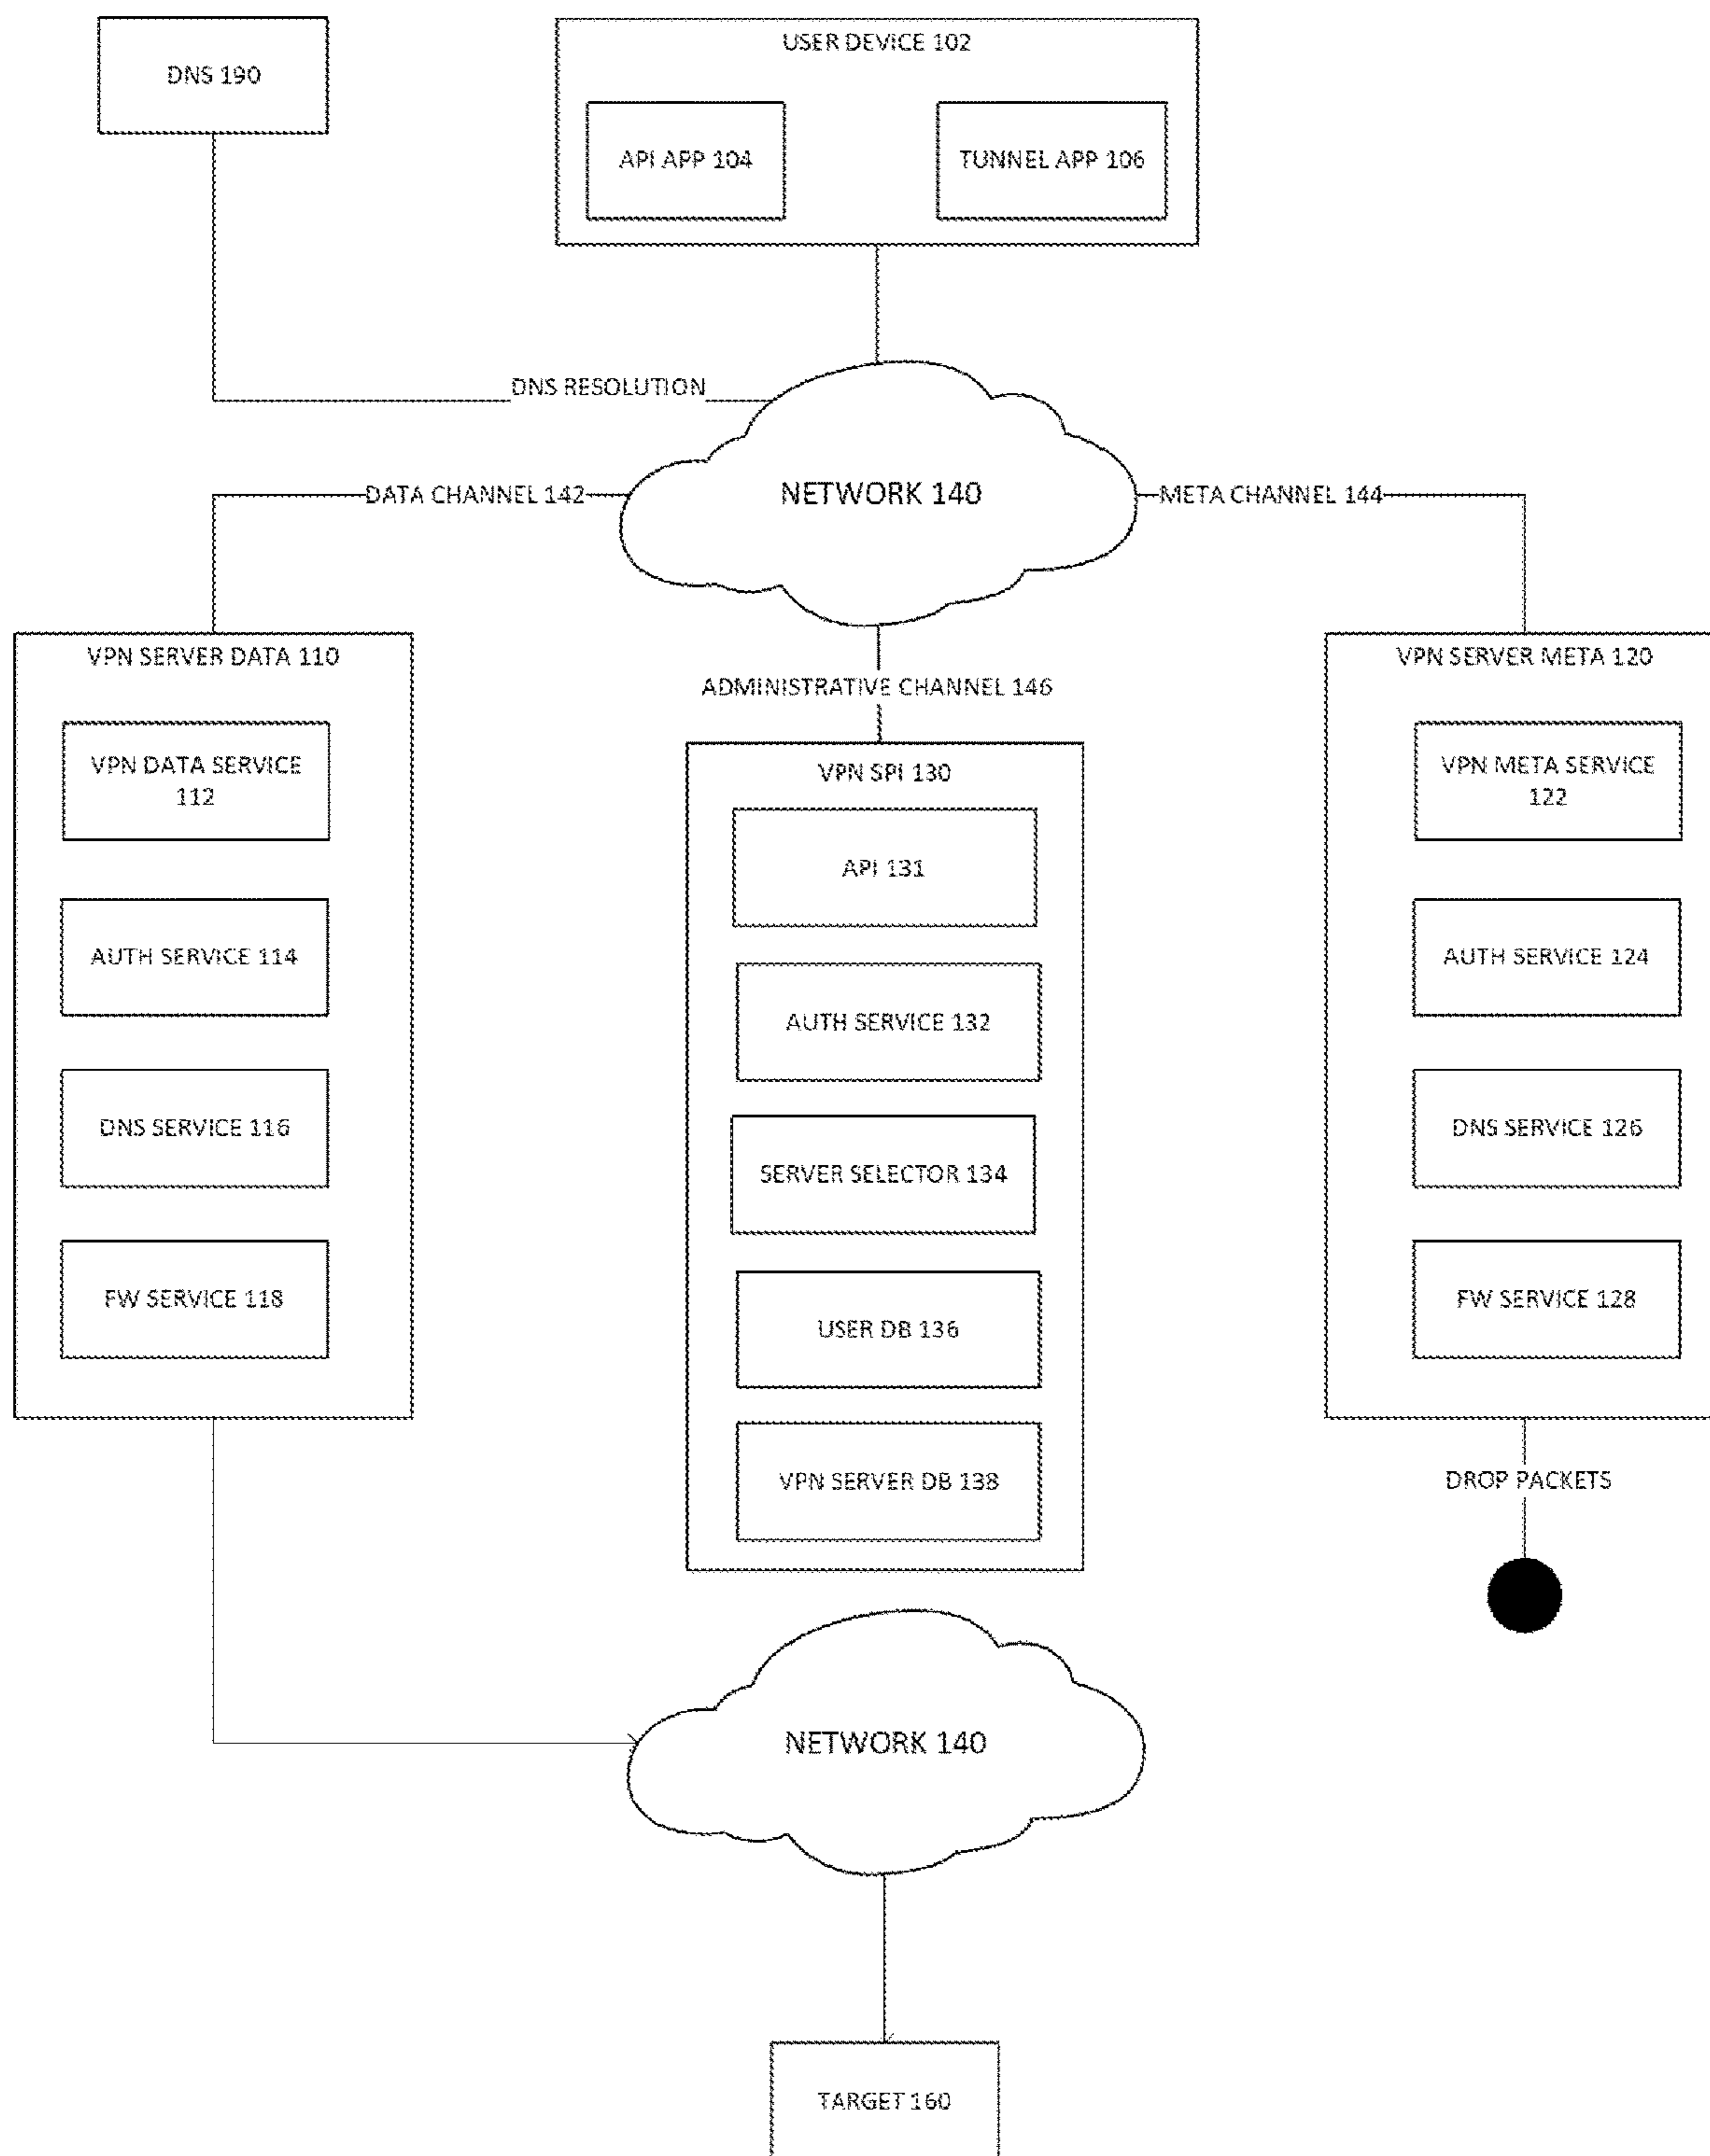 DNS 190
USER DEVICE 102
API APP 104
TUNNEL APP 106
DNS RESOLUTION
DATA CHANNEL 142
NETWORK 140
META CHANNEL 144
VPN SERVER DATA 110
VPN DATA SERVICE
112
AUTH SERVICE 114
DNS SERVICE 116
FW SERVICE 118
ADMINISTRATIVE CHANNEL 146
VPN SPI 130
API 131
AUTH SERVICE 132
SERVER SELECTOR 134
USER DB 136
VPN SERVER DB 138
VPN SERVER META 120
VPN META SERVICE
122
AUTH SERVICE 124
DNS SERVICE 126
FW SERVICE 128
DROP PACKETS
NETWORK 140
TARGET 160